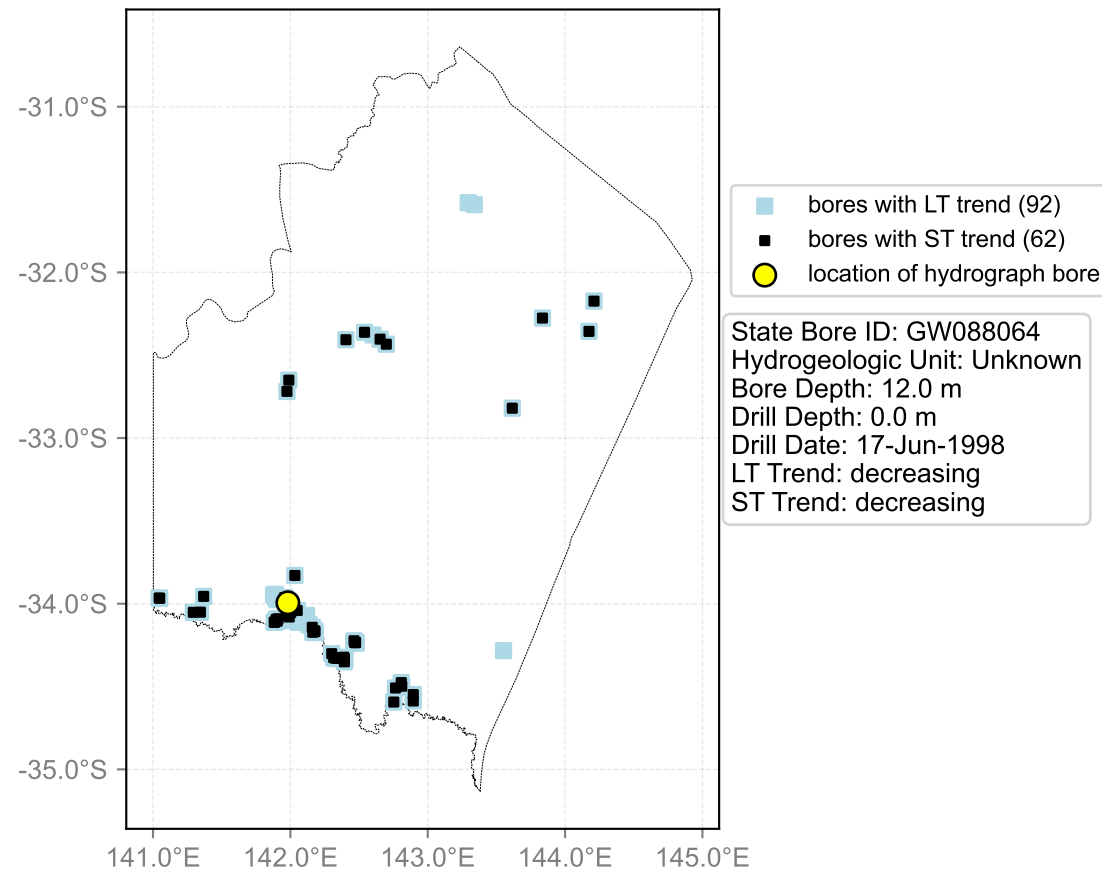 -31.0°S
-32.0°S
-33.0°S
-34.0°S
-35.0°S
141.0°E 142.0°E 143.0°E 144.0°E 145.0°E
bores with LT trend (92)
bores with ST trend (62)
location of hydrograph bore
State Bore ID: GW088064
Hydrogeologic Unit: Unknown
Bore Depth: 12.0 m
Drill Depth: 0.0 m
Drill Date: 17-Jun-1998
LT Trend: decreasing
ST Trend: decreasing